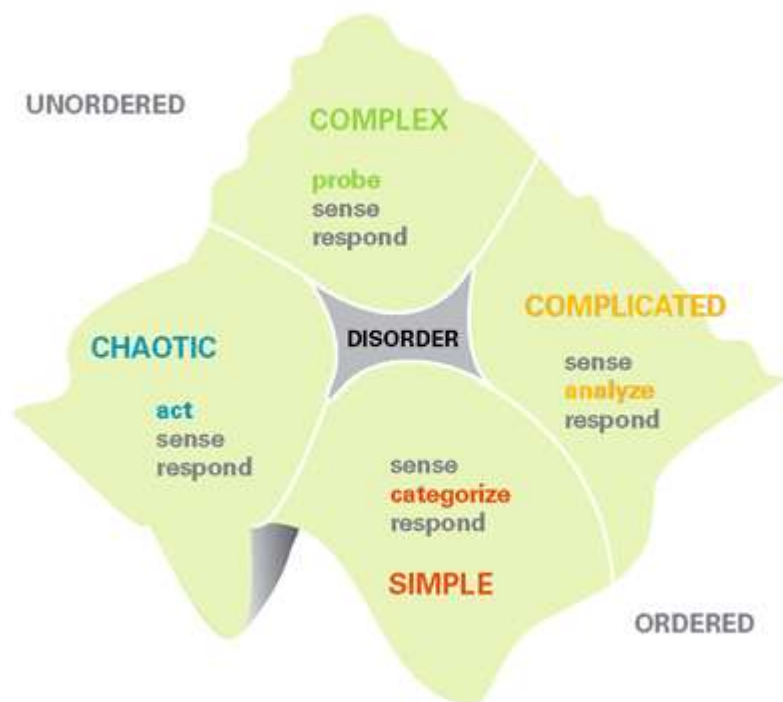 UNORDERED
COMPLEX
probe
sense
respond
COMPLICATED
sense
analyze
respond
DISORDER
CHAOTIC
act
sense
respond
sense
categorize
respond
SIMPLE
ORDERED